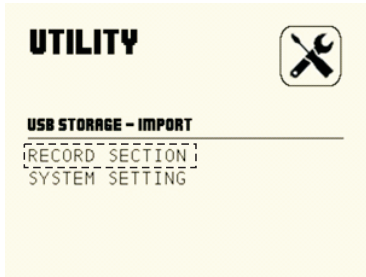 UTILITY
USB STORAGE – IMPORT
RECORD SECTION
SYSTEM SETTING